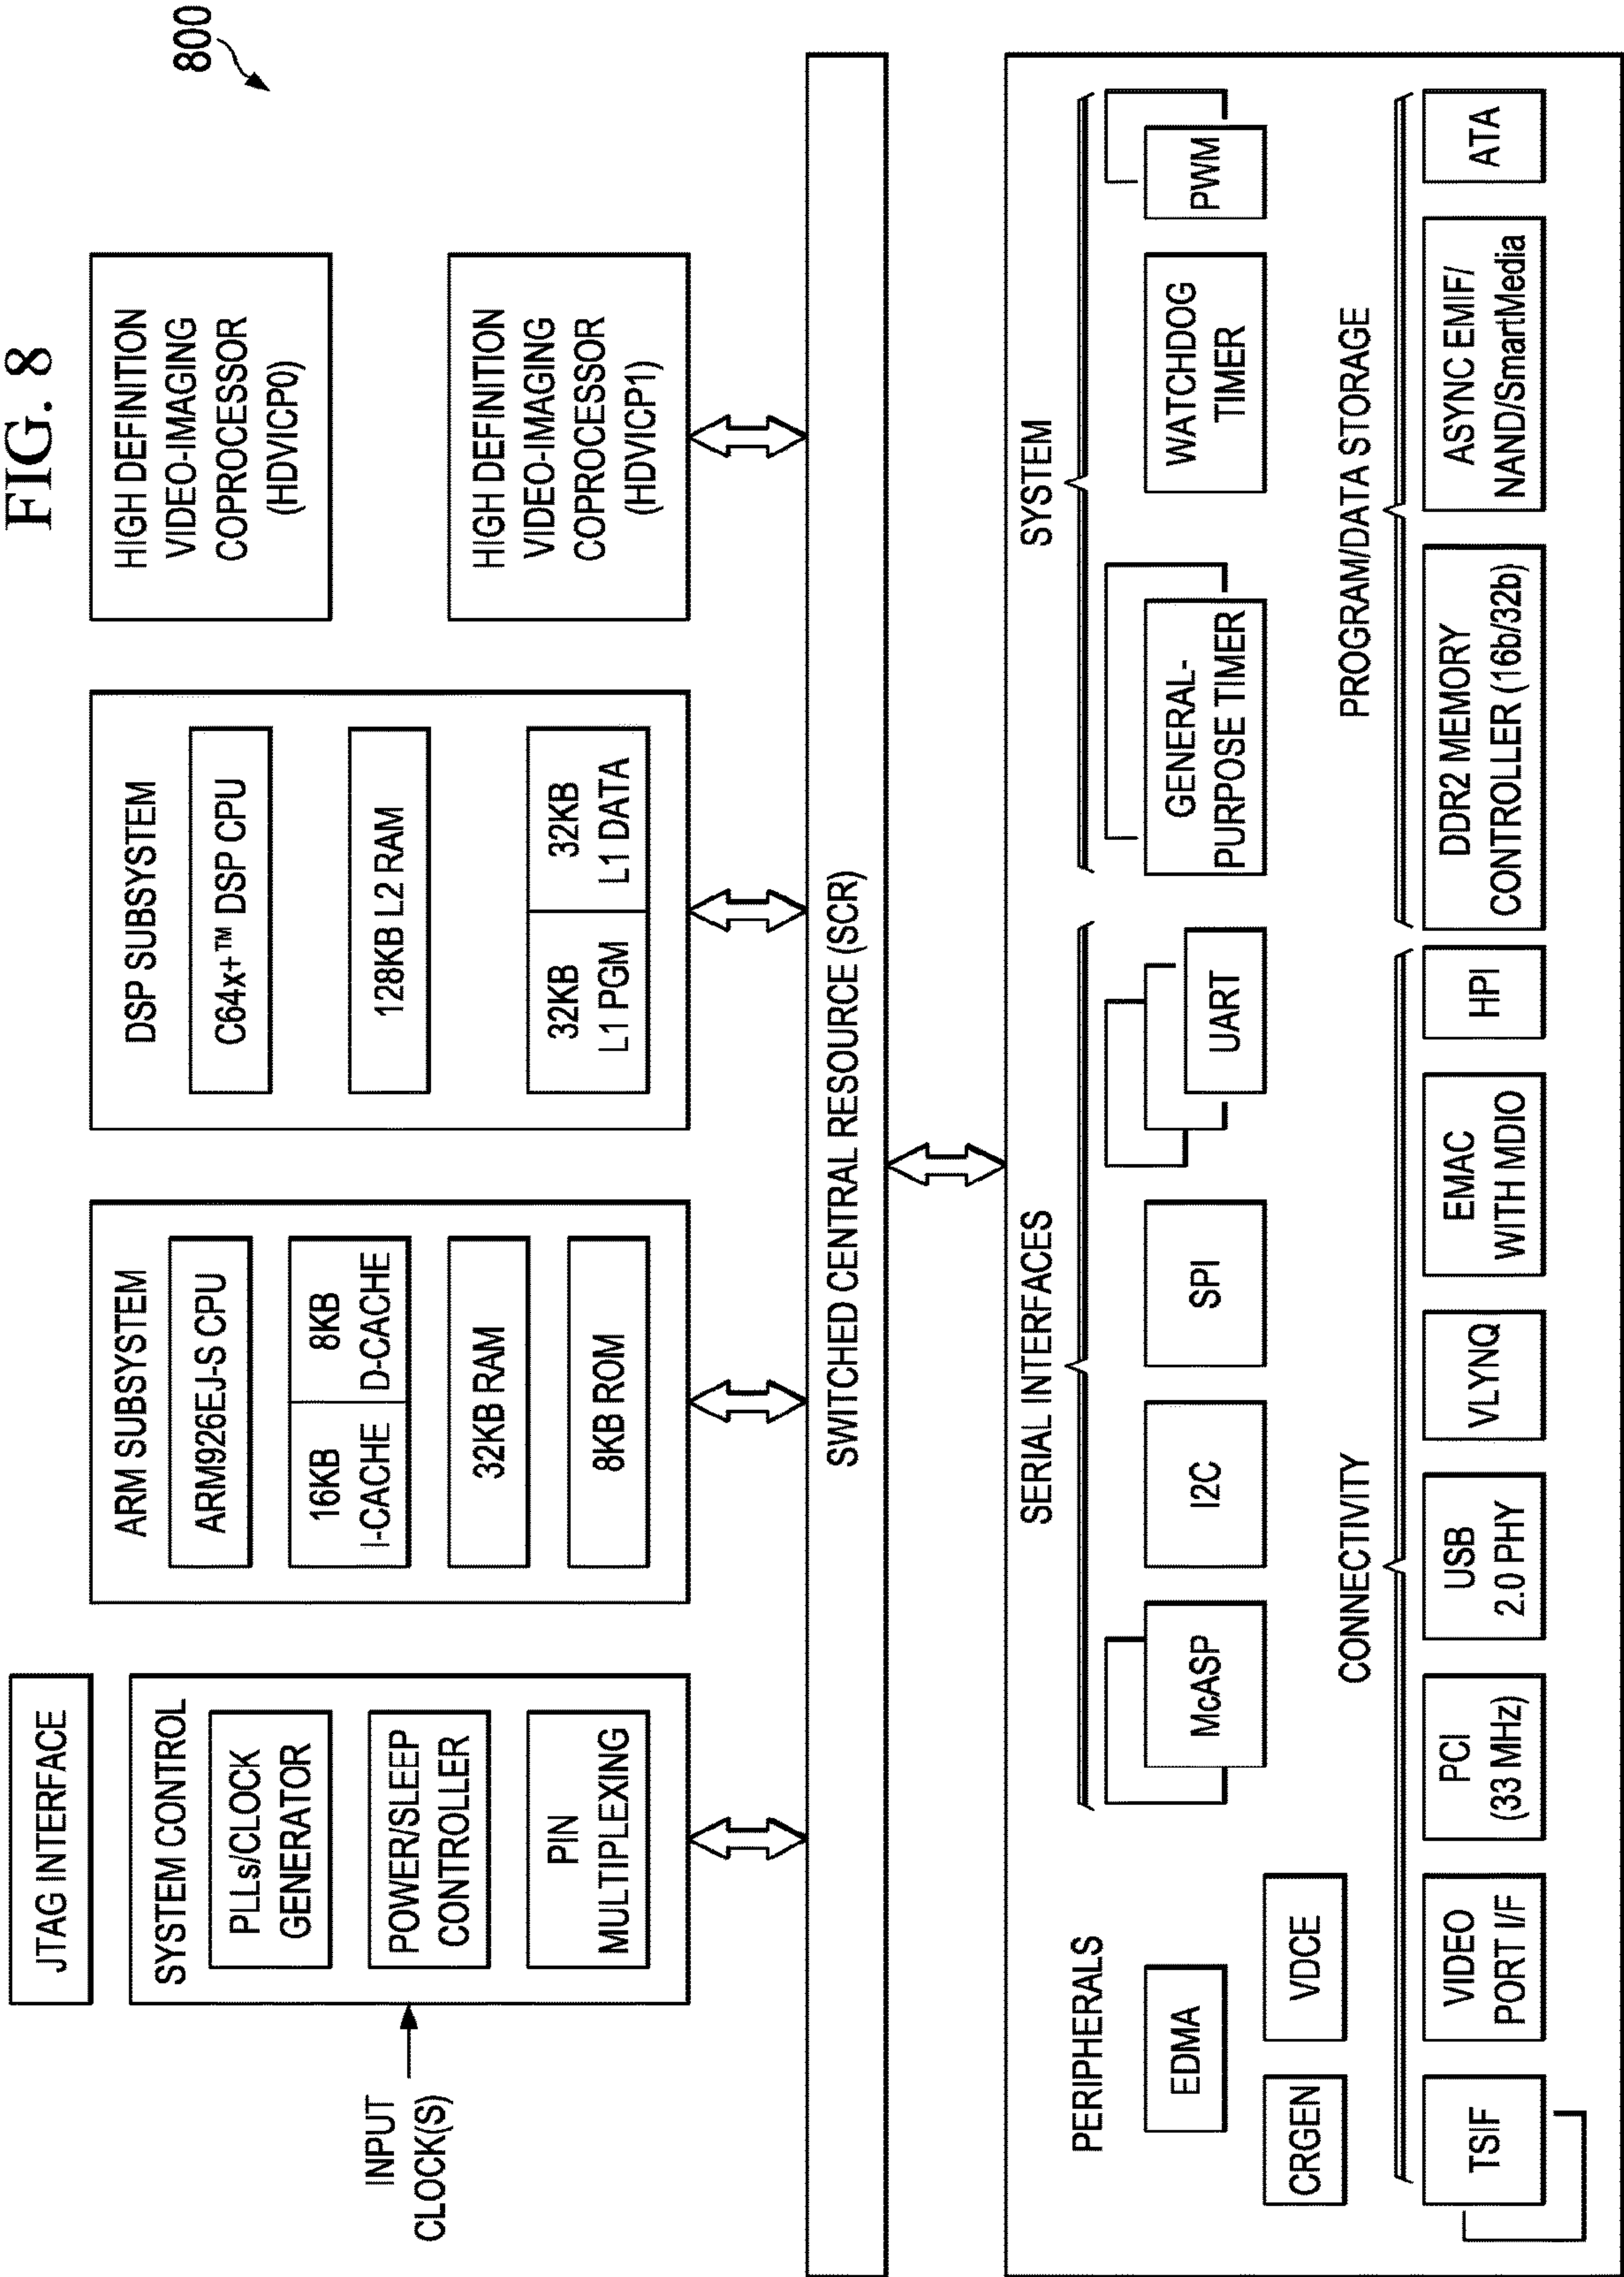 FIG. 8
800
JTAG INTERFACE
SYSTEM CONTROL
PLLs/CLOCK
GENERATOR
POWER/SLEEP
CONTROLLER
PIN
MULTIPLEXING
INPUT
CLOCK(S)
ARM SUBSYSTEM
ARM926EJ-S CPU
16KB
I-CACHE
8KB
D-CACHE
32KB RAM
8KB ROM
DSP SUBSYSTEM
C64x+™ DSP CPU
128KB L2 RAM
32KB
L1 PGM
32KB
L1 DATA
HIGH DEFINITION
VIDEO-IMAGING
COPROCESSOR
(HDVICP0)
HIGH DEFINITION
VIDEO-IMAGING
COPROCESSOR
(HDVICP1)
SWITCHED CENTRAL RESOURCE (SCR)
PERIPHERALS
EDMA
CRGEN
VDCE
SERIAL INTERFACES
McASP
I2C
SPI
UART
SYSTEM
GENERAL-
PURPOSE TIMER
WATCHDOG
TIMER
PWM
CONNECTIVITY
TSIF
VIDEO
PORT I/F
PCI
(33 MHz)
USB
2.0 PHY
VLYNQ
EMAC
WITH MDIO
HPI
PROGRAM/DATA STORAGE
DDR2 MEMORY
CONTROLLER (16b/32b)
ASYNC EMIF/
NAND/SmartMedia
ATA